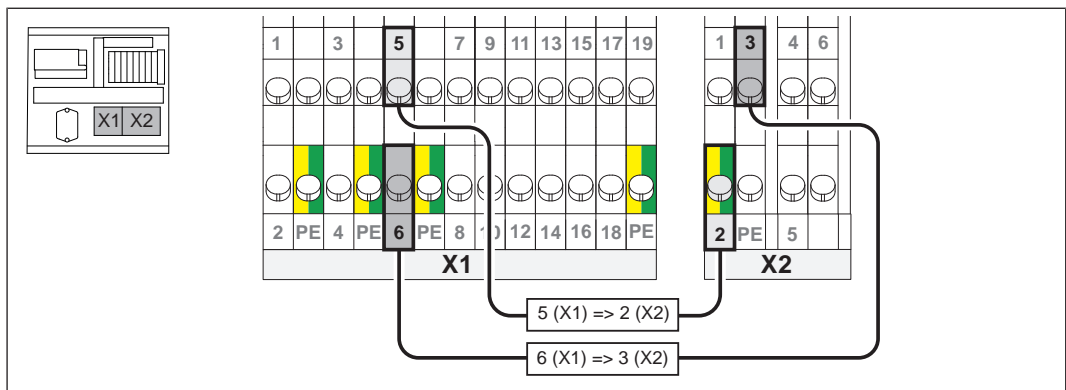 X1 X2
1 3 5 7 9 11 13 15 17 19
1 3 4 6
2 PE 4 PE 6 PE 8 10 12 14 16 18 PE
2 PE 5
X1
X2
5 (X1) => 2 (X2)
6 (X1) => 3 (X2)